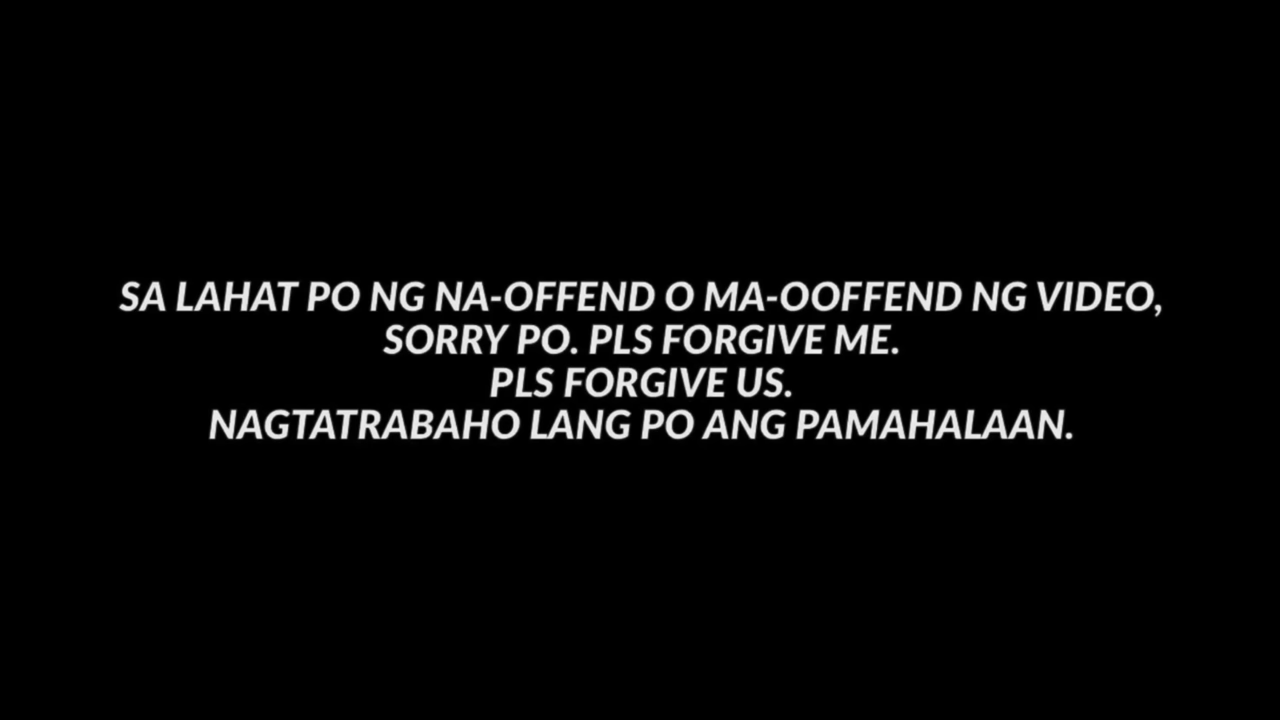 SA LAHAT PO NG NA-OFFEND O MA-OOFFEND NG VIDEO,
SORRY PO. PLS FORGIVE ME.
PLS FORGIVE US.
NAGTATRABAHO LANG PO ANG PAMAHALAAN.